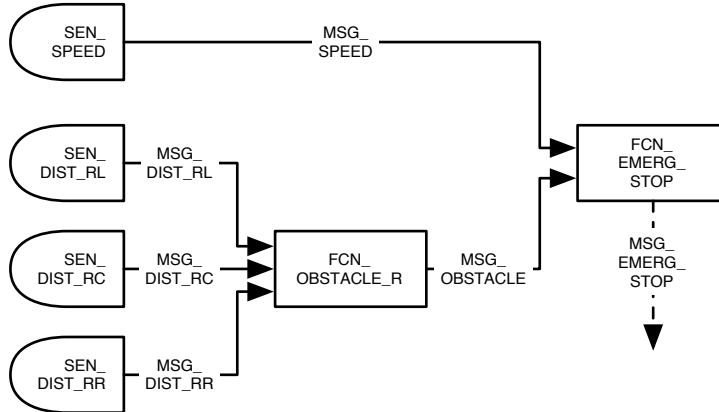 SEN_
SPEED
MSG_
SPEED
SEN_
DIST_RL
MSG_
DIST_RL
FCN_
EMERG_
STOP
SEN_
DIST_RC
MSG_
DIST_RC
FCN_
OBSTACLE_R
MSG_
OBSTACLE
MSG_
EMERG_
STOP
SEN_
DIST_RR
MSG_
DIST_RR